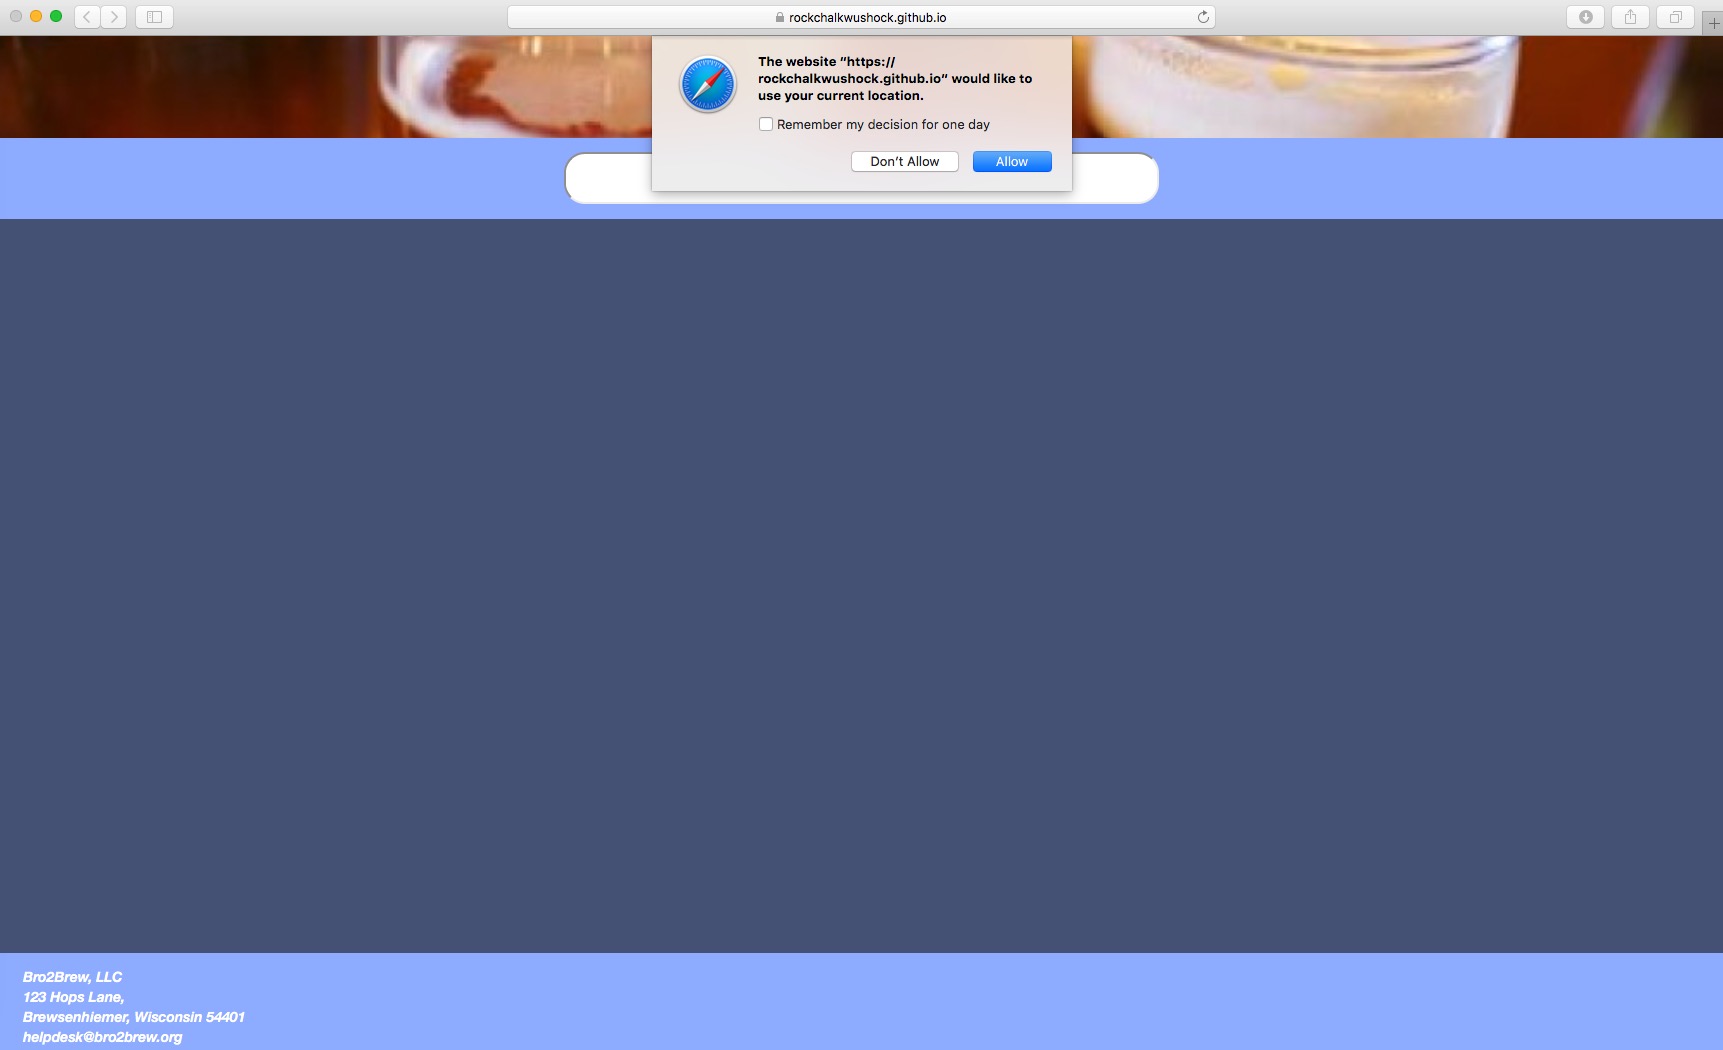 rockchalkwushock.github.io
The website “https://
rockchalkwushock.github.io“ would like to
use your current location.
Remember my decision for one day
Don’t Allow
Allow
Bro2Brew, LLC
123 Hops Lane,
Brewsenhiemer, Wisconsin 54401
helpdesk@bro2brew.org